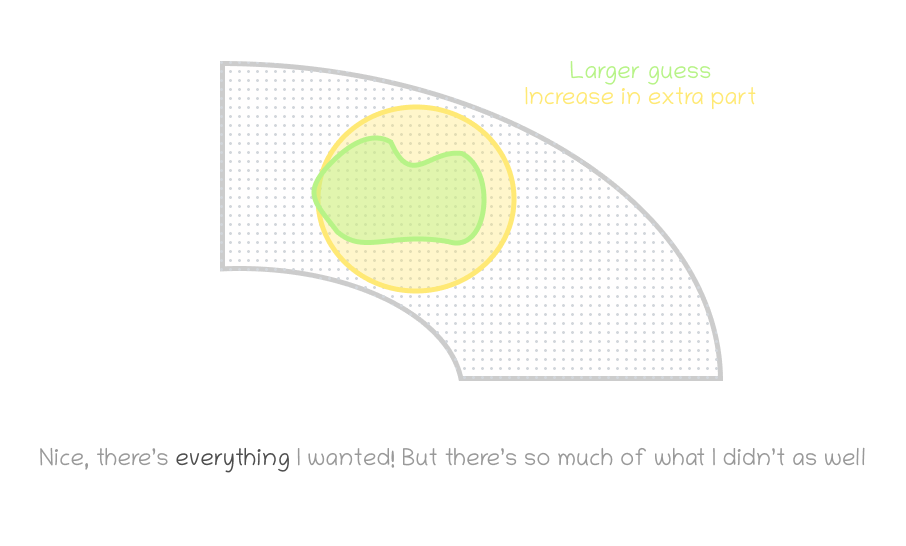 Larger guess
Increase in extra part
Nice, there's everything I wanted! But there's so much of what I didn't as well